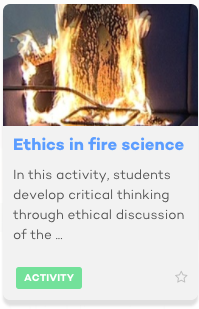 Ethics in fire science
In this activity, students
develop critical thinking
through ethical discussion
of the ...
ACTIVITY